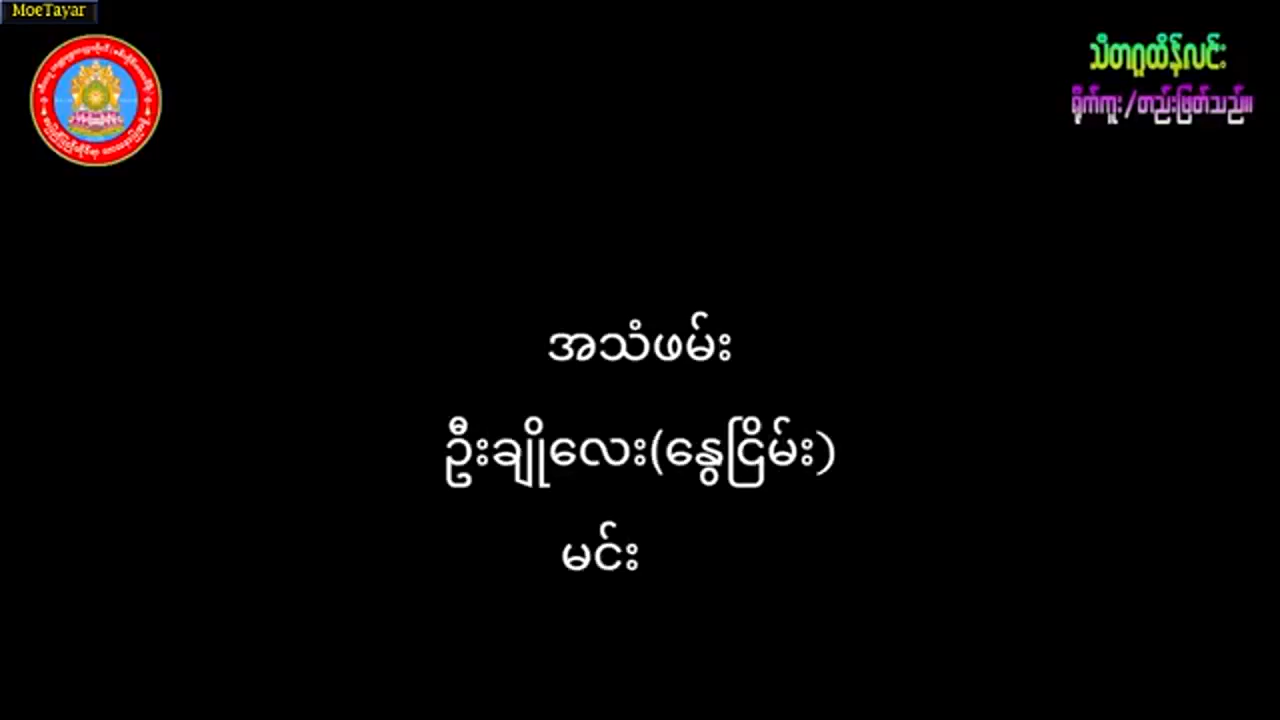 MoeTayar
သီတဂူထိန်လင်း
ရိုက်ကူး/တည်းဖြတ်သည်။
အသံဖမ်း
ဦးချိုလေး(နွေငြိမ်း)
မင်း